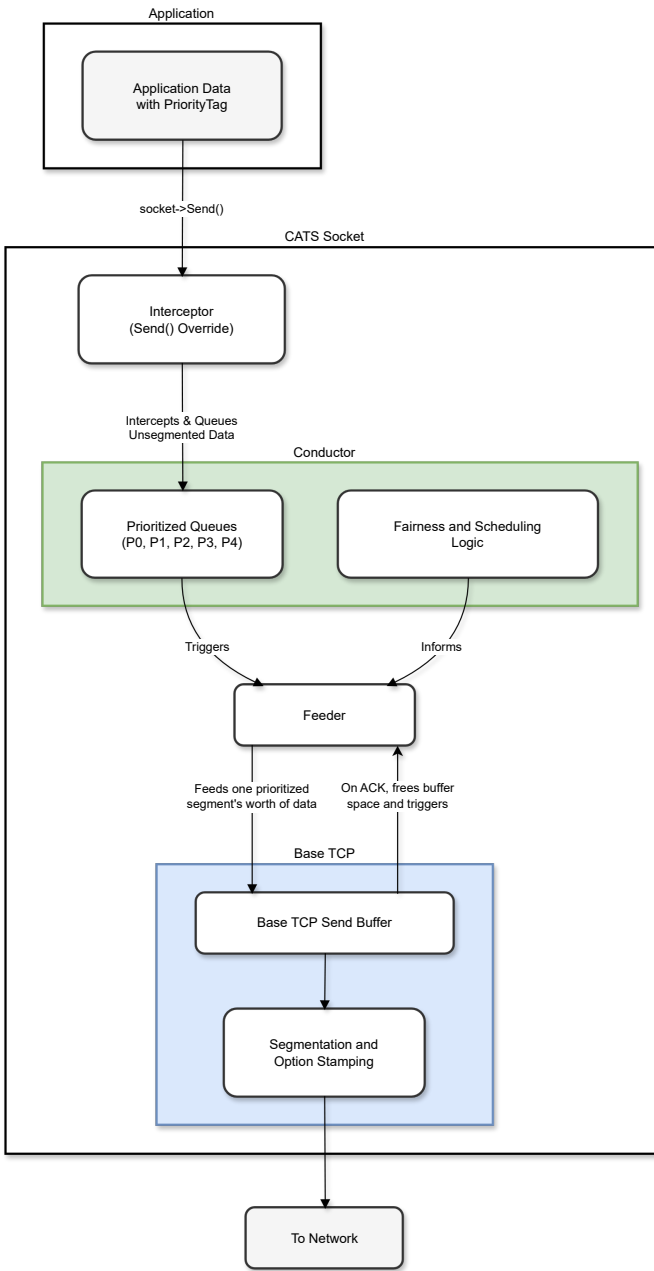 Application
Application Data
with PriorityTag
socket->Send()
CATS Socket
Interceptor
(Send() Override)
Intercepts & Queues
Unsegmented Data
Conductor
Prioritized Queues
(P0, P1, P2, P3, P4)
Fairness and Scheduling
Logic
Triggers
Informs
Feeder
Feeds one prioritized
segment's worth of data
On ACK, frees buffer
space and triggers
Base TCP
Base TCP Send Buffer
Segmentation and
Option Stamping
To Network